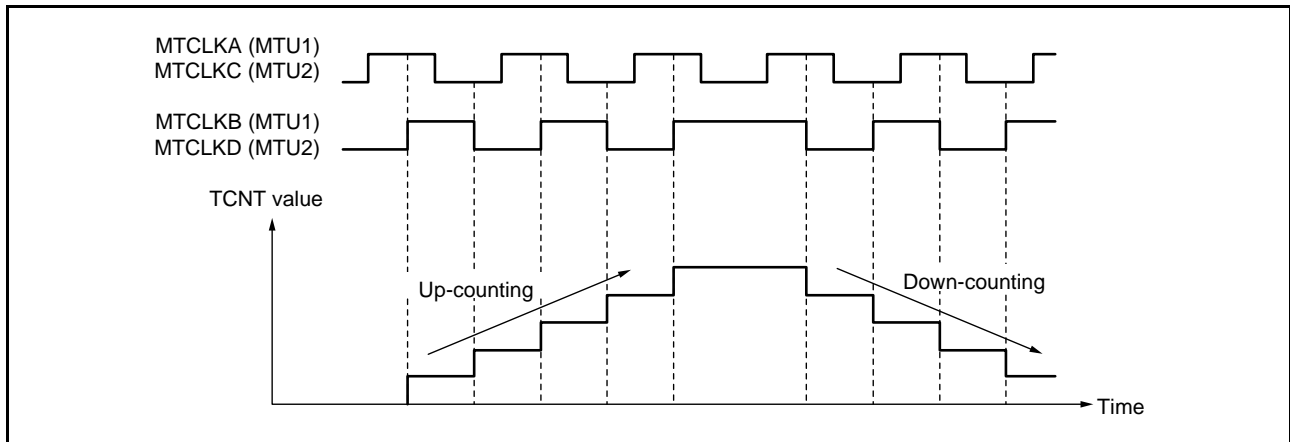 MTCLKA (MTU1)
MTCLKC (MTU2)
MTCLKB (MTU1)
MTCLKD (MTU2)
TCNT value
Up-counting
Down-counting
Time